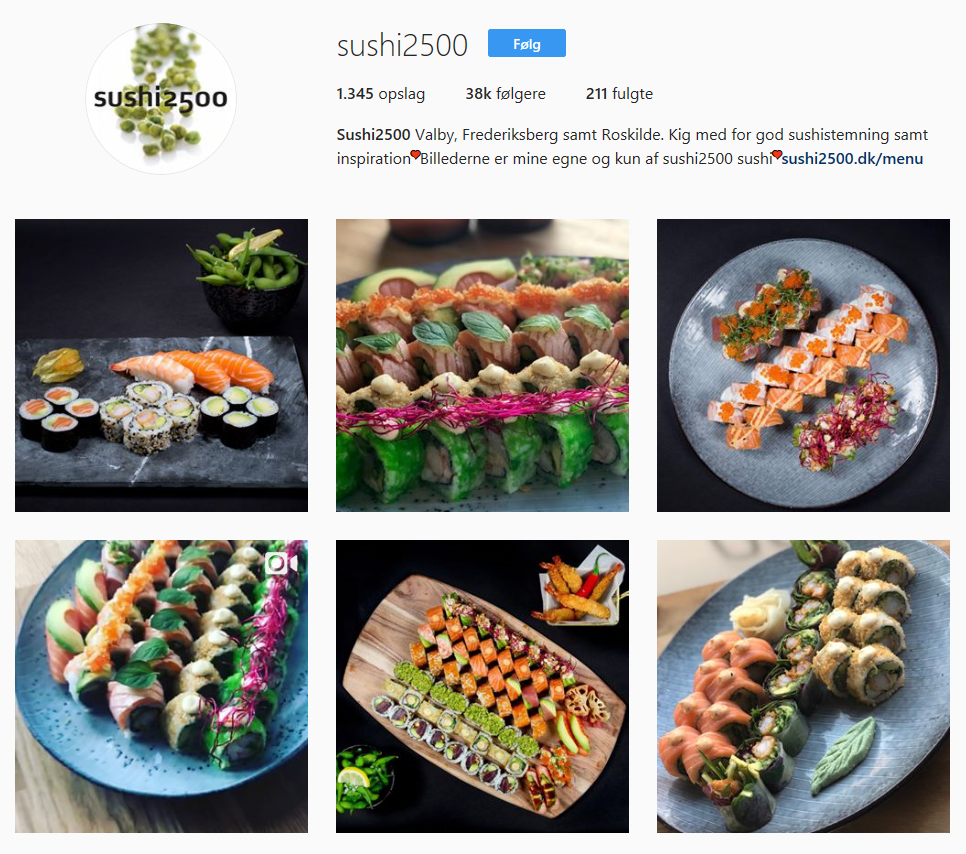 sushi2500
sushi2500 Følg
1.345 opslag 38k følgere 211 fulgte
Sushi2500 Valby, Frederiksberg samt Roskilde. Kig med for god sushistemning samt
inspiration❤Billederne er mine egne og kun af sushi2500 sushi❤sushi2500.dk/menu